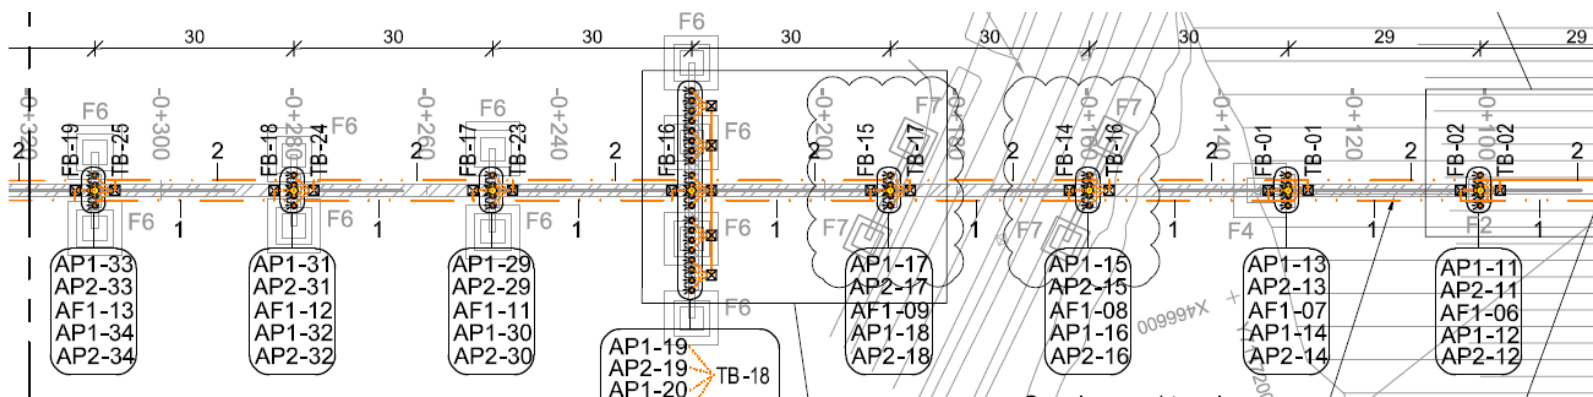 30 30 30 30 30 30 29 29
F6
F6 F6 F6 F7 F7
-0+320 -0+300 -0+280 -0+260 -0+240 -0+200 -0+180 -0+160 -0+140 -0+120 -0+100
FB-19 TB-25 FB-18 TB-24 FB-17 TB-23 FB-16 FB-15 TB-17 FB-14 TB-16 FB-01 TB-01 FB-02 TB-02
2 2 2 2 2 2 2 2 2
F6 F6 F6 F6 F7 F7 F4 F2
1 1 1 1 1 1 1 1
F6
AP1-33
AP2-33
AF1-13
AP1-34
AP2-34
AP1-31
AP2-31
AF1-12
AP1-32
AP2-32
AP1-29
AP2-29
AF1-11
AP1-30
AP2-30
AP1-19
AP2-19
AP1-20
TB-18
AP1-17
AP2-17
AF1-09
AP1-18
AP2-18
AP1-15
AP2-15
AF1-08
AP1-16
AP2-16
X466600
AP1-13
AP2-13
AF1-07
AP1-14
AP2-14
AP1-11
AP2-11
AF1-06
AP1-12
AP2-12